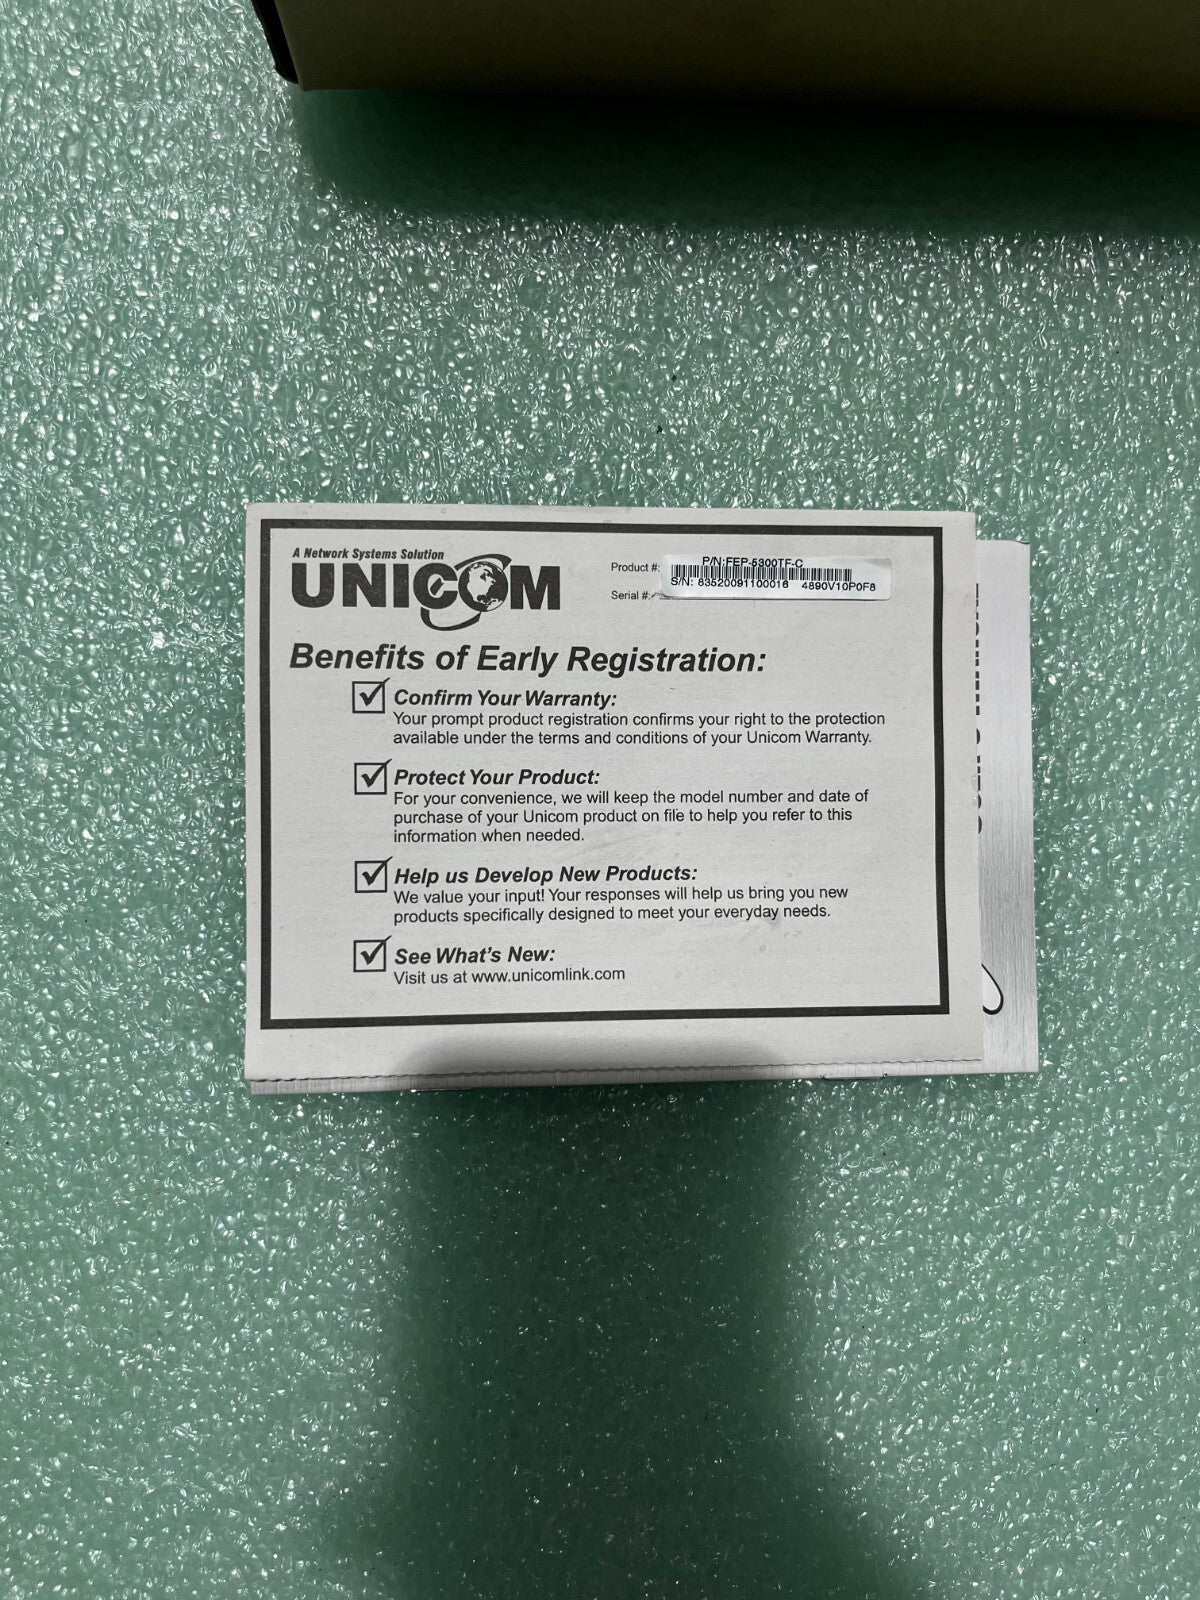 A Network Systems Solution
UNICOM
Product #:
P/N:FEP-5300TF-C
S/N: 83520091100016 4890V10P0F8
Serial #:
Benefits of Early Registration:
Confirm Your Warranty:
Your prompt product registration confirms your right to the protection
available under the terms and conditions of your Unicom Warranty.
Protect Your Product:
For your convenience, we will keep the model number and date of
purchase of your Unicom product on file to help you refer to this
information when needed.
Help us Develop New Products:
We value your input! Your responses will help us bring you new
products specifically designed to meet your everyday needs.
See What's New:
Visit us at www.unicomlink.com